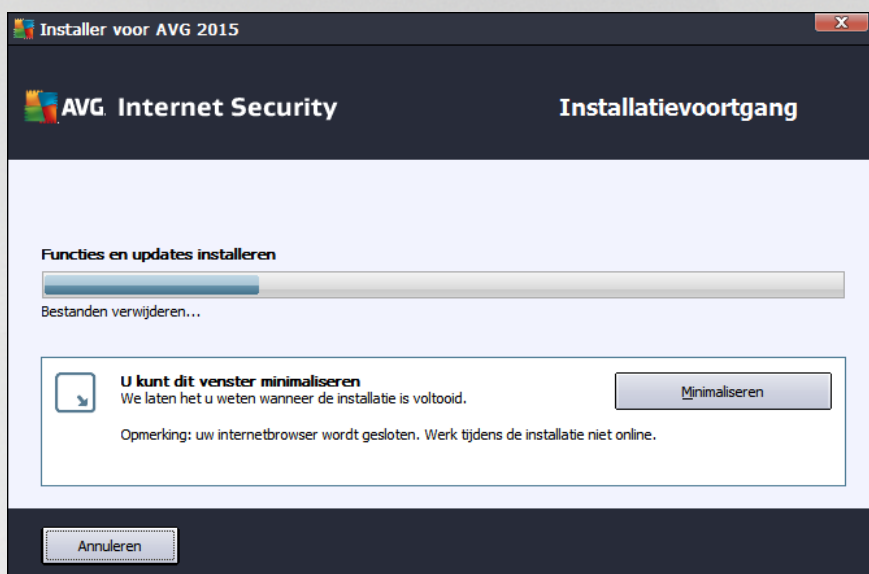 Installer voor AVG 2015
AVG Internet Security
Installatievoortgang
Functies en updates installeren
Bestanden verwijderen...
U kunt dit venster minimaliseren
We laten het u weten wanneer de installatie is voltooid.
Minimaliseren
Opmerking: uw internetbrowser wordt gesloten. Werk tijdens de installatie niet online.
Annuleren